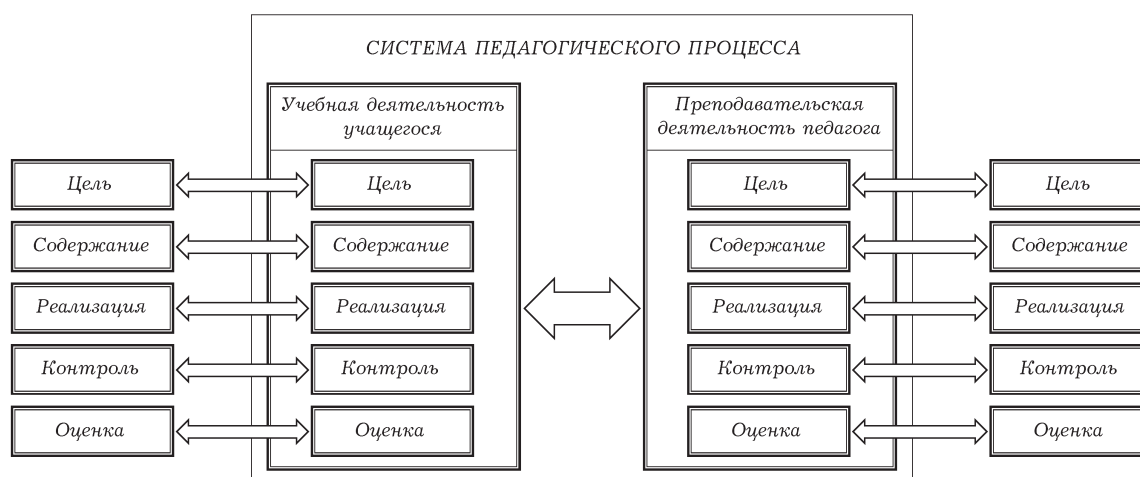 СИСТЕМА ПЕДАГОГИЧЕСКОГО ПРОЦЕССА
Учебная деятельность
учащегося
Преподавательская
деятельность педагога
Цель
Цель
Цель
Цель
Содержание
Содержание
Содержание
Содержание
Реализация
Реализация
Реализация
Реализация
Контроль
Контроль
Контроль
Контроль
Оценка
Оценка
Оценка
Оценка